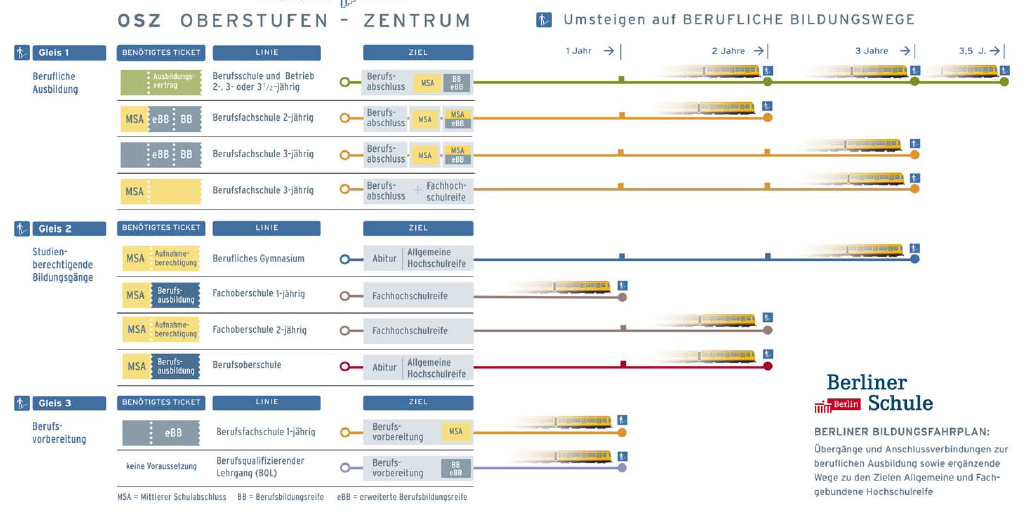 OSZ OBERSTUFEN - ZENTRUM
Umsteigen auf BERUFLICHE BILDUNGSWEGE
1 Jahr
2 Jahre
3 Jahre
3,5 J.
Gleis 1
BENÖTIGTES TICKET
LINIE
ZIEL
Berufliche
Ausbildung
Ausbildungs-
vertrag
Berufsschule und Betrieb
2-, 3- oder 3 1/2-jährig
Berufs-
abschluss
MSA
BB
eBB
MSA eBB BB
Berufsfachschule 2-jährig
Berufs-
abschluss
MSA
MSA
eBB
eBB BB
Berufsfachschule 3-jährig
Berufs-
abschluss
MSA
MSA
eBB
MSA
Berufsfachschule 3-jährig
Berufs-
abschluss
+ Fachhoch-
schulreife
Gleis 2
BENÖTIGTES TICKET
LINIE
ZIEL
Studien-
berechtigende
Bildungsgänge
MSA
Aufnahme-
berechtigung
Berufliches Gymnasium
Abitur
Allgemeine
Hochschulreife
MSA
Berufs-
ausbildung
Fachoberschule 1-jährig
Fachhochschulreife
MSA
Aufnahme-
berechtigung
Fachoberschule 2-jährig
Fachhochschulreife
MSA
Berufs-
ausbildung
Berufsoberschule
Abitur
Allgemeine
Hochschulreife
Gleis 3
BENÖTIGTES TICKET
LINIE
ZIEL
Berufs-
vorbereitung
eBB
Berufsfachschule 1-jährig
Berufs-
vorbereitung
MSA
keine Voraussetzung
Berufsqualifizierender
Lehrgang (BQL)
Berufs-
vorbereitung
BB
eBB
MSA = Mittlerer Schulabschluss BB = Berufsbildungsreife eBB = erweiterte Berufsbildungsreife
Berliner
Berlin Schule
BERLINER BILDUNGSFAHRPLAN:
Übergänge und Anschlussverbindungen zur
beruflichen Ausbildung sowie ergänzende
Wege zu den Zielen Allgemeine und Fach-
gebundene Hochschulreife